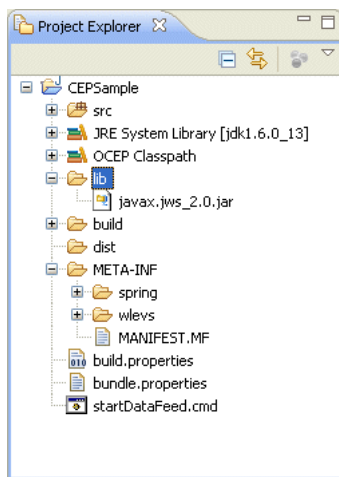 Project Explorer
CEPSample
src
JRE System Library [jdk1.6.0_13]
OCEP Classpath
lib
javax.jws_2.0.jar
build
dist
META-INF
spring
wlevs
MANIFEST.MF
build.properties
bundle.properties
startDataFeed.cmd